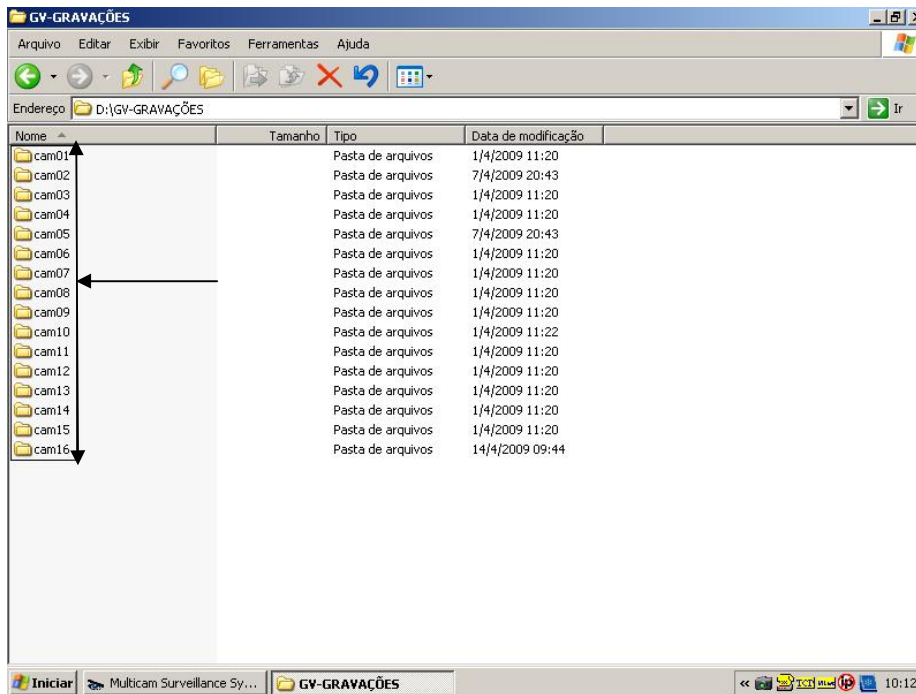 GV-GRAVAÇÕES
Arquivo Editar Exibir Favoritos Ferramentas Ajuda
Endereço D:\GV-GRAVAÇÕES Ir
Nome Tamanho Tipo Data de modificação
cam01 Pasta de arquivos 1/4/2009 11:20
cam02 Pasta de arquivos 7/4/2009 20:43
cam03 Pasta de arquivos 1/4/2009 11:20
cam04 Pasta de arquivos 1/4/2009 11:20
cam05 Pasta de arquivos 7/4/2009 20:43
cam06 Pasta de arquivos 1/4/2009 11:20
cam07 Pasta de arquivos 1/4/2009 11:20
cam08 Pasta de arquivos 1/4/2009 11:20
cam09 Pasta de arquivos 1/4/2009 11:20
cam10 Pasta de arquivos 1/4/2009 11:22
cam11 Pasta de arquivos 1/4/2009 11:20
cam12 Pasta de arquivos 1/4/2009 11:20
cam13 Pasta de arquivos 1/4/2009 11:20
cam14 Pasta de arquivos 1/4/2009 11:20
cam15 Pasta de arquivos 1/4/2009 11:20
cam16 Pasta de arquivos 14/4/2009 09:44
Iniciar Multicam Surveillance Sy... GV-GRAVAÇÕES « ip 10:12